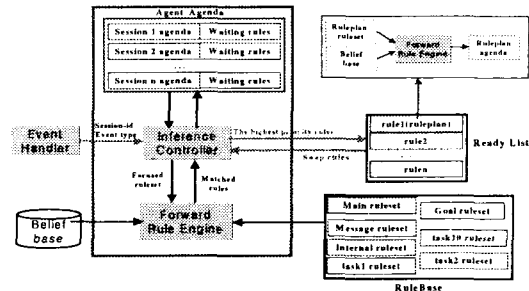 Agent Agenda
Session 1 agenda Waiting rules
Session 2 agenda Waiting rules
...
Session n agenda Waiting rules
Ruleplan ruleset
Belief base
Forward Rule Engine
Ruleplan agenda
Event Handler
Session-id
Event type
Inference Controller
The highest priority rules
Swap rules
rule1(ruleplan)
rule2
...
rulen
Ready List
Forward ruleset
Matched rules
Belief base
Forward Rule Engine
Main ruleset
Message ruleset
Internal ruleset
task1 ruleset
Goal ruleset
ruleset
task2 ruleset
RuleBase